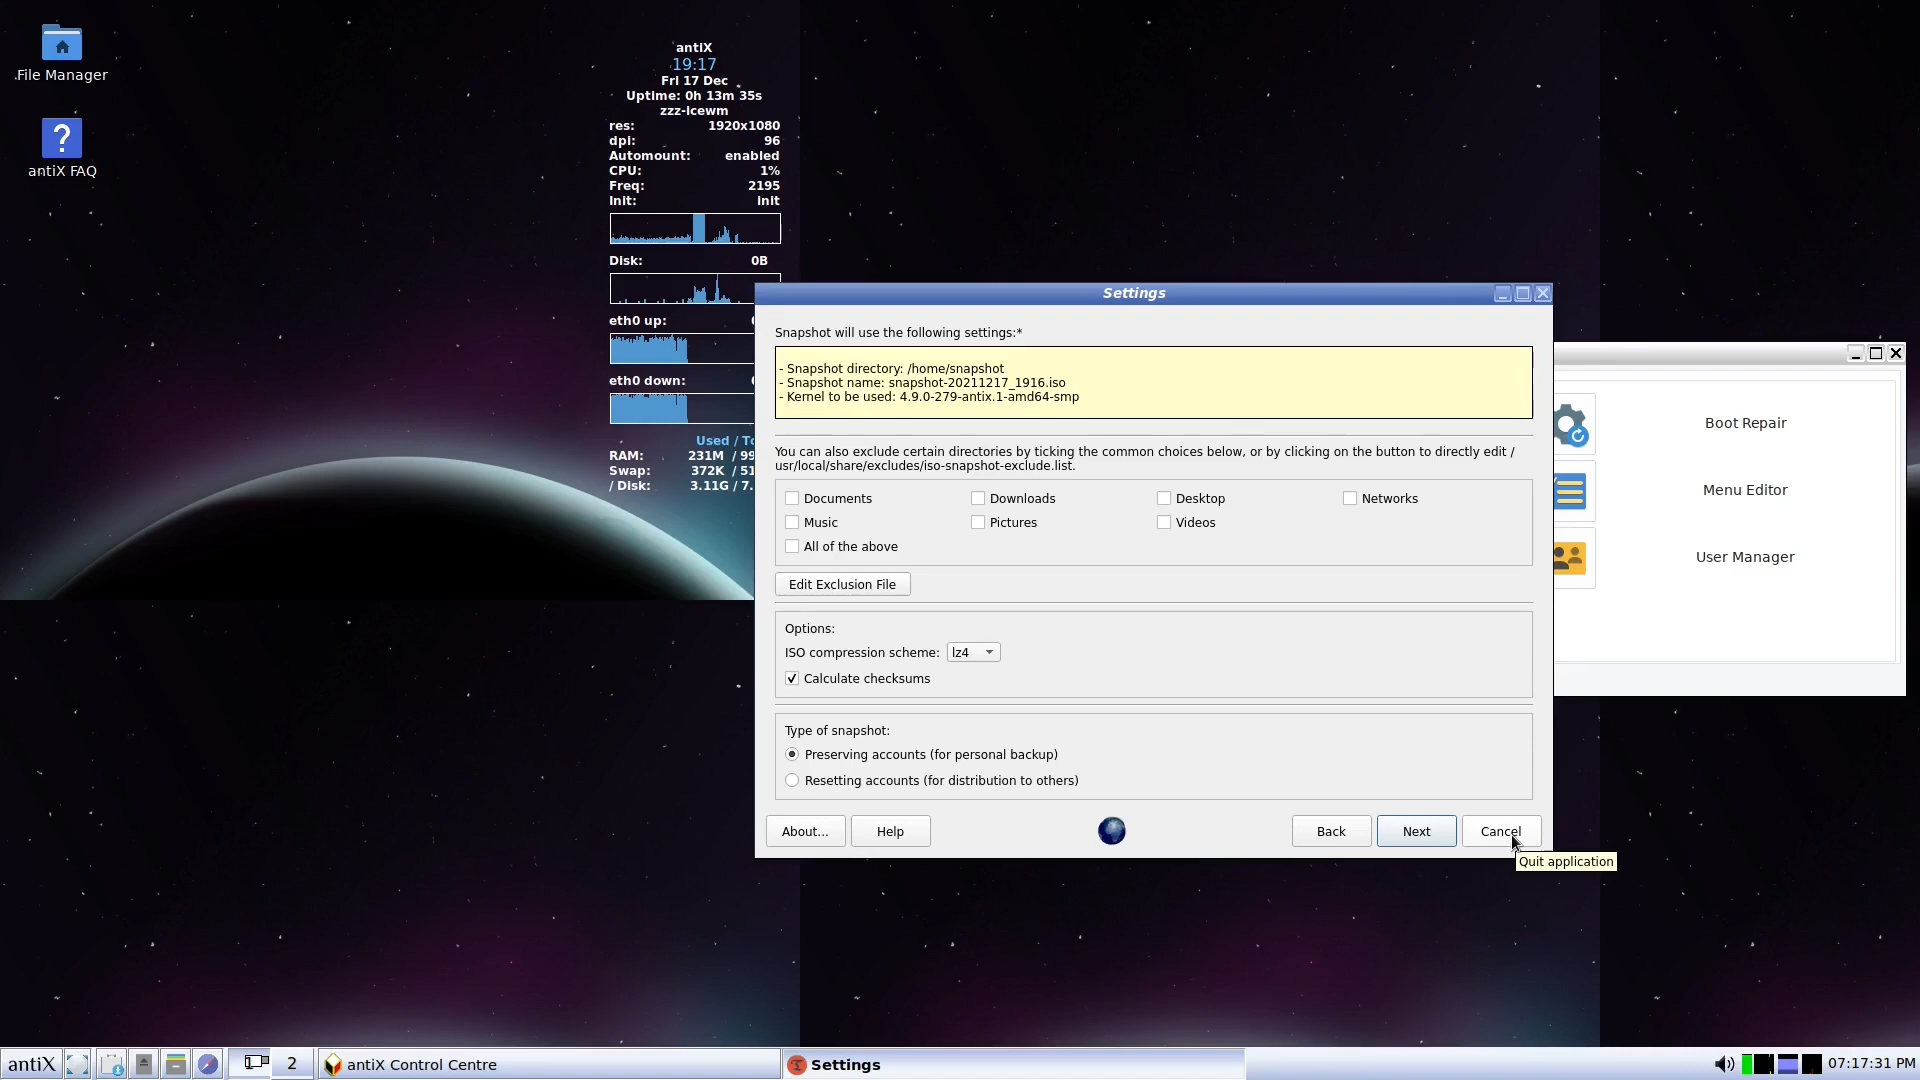 File Manager
antiX FAQ
antiX
19:17
Fri 17 Dec
Uptime: 0h 13m 35s
zzz-icewm
res: 1920x1080
dpi: 96
Automount: enabled
CPU: 1%
Freq: 2195
Init: init
Disk: 0B
eth0 up:
eth0 down:
Used / To
RAM: 231M / 99
Swap: 372K / 51
/ Disk: 3.11G / 7.
Settings
Snapshot will use the following settings:*
- Snapshot directory: /home/snapshot
- Snapshot name: snapshot-20211217_1916.iso
- Kernel to be used: 4.9.0-279-antix.1-amd64-smp
You can also exclude certain directories by ticking the common choices below, or by clicking on the button to directly edit /
usr/local/share/excludes/iso-snapshot-exclude.list.
Documents Downloads Desktop Networks
Music Pictures Videos
All of the above
Edit Exclusion File
Options:
ISO compression scheme: lz4
Calculate checksums
Type of snapshot:
Preserving accounts (for personal backup)
Resetting accounts (for distribution to others)
About... Help Back Next Cancel
Quit application
Boot Repair
Menu Editor
User Manager
antiX 1 2 antiX Control Centre Settings 07:17:31 PM